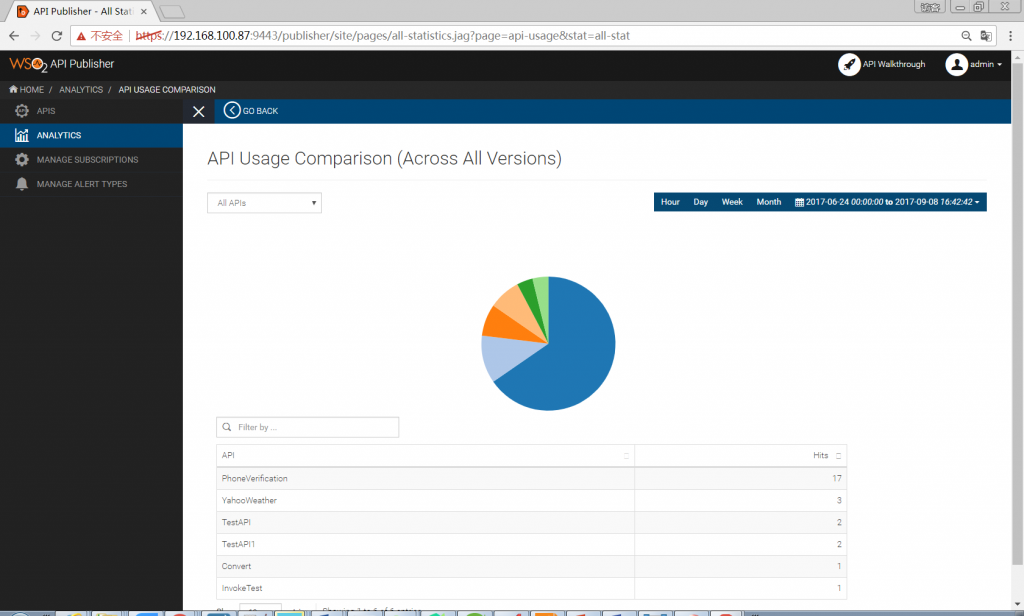 API Publisher - All Stat
访客
不安全 https://192.168.100.87:9443/publisher/site/pages/all-statistics.jag?page=api-usage&stat=all-stat
WSO2 API Publisher
API Walkthrough
admin
HOME / ANALYTICS / API USAGE COMPARISON
APIS
GO BACK
ANALYTICS
MANAGE SUBSCRIPTIONS
MANAGE ALERT TYPES
API Usage Comparison (Across All Versions)
All APIs
Hour Day Week Month 2017-06-24 00:00:00 to 2017-09-08 16:42:42
Filter by ...
API Hits
PhoneVerification 17
YahooWeather 3
TestAPI 2
TestAPI1 2
Convert 1
InvokeTest 1